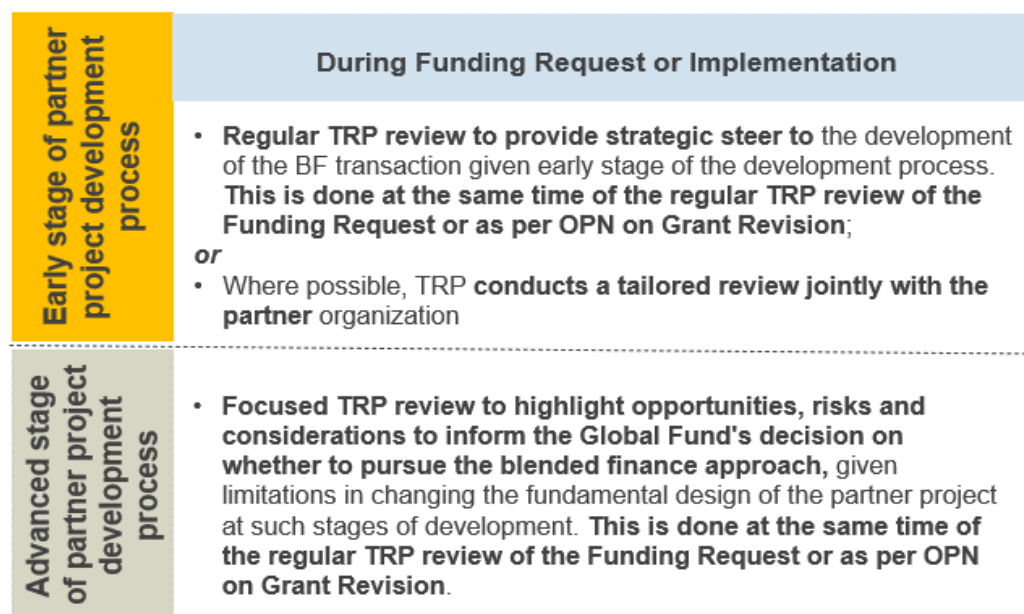 During Funding Request or Implementation
Early stage of partner
project development
process
• Regular TRP review to provide strategic steer to the development
of the BF transaction given early stage of the development process.
This is done at the same time of the regular TRP review of the
Funding Request or as per OPN on Grant Revision;
or
• Where possible, TRP conducts a tailored review jointly with the
partner organization
Advanced stage
of partner project
development
process
• Focused TRP review to highlight opportunities, risks and
considerations to inform the Global Fund's decision on
whether to pursue the blended finance approach, given
limitations in changing the fundamental design of the partner project
at such stages of development. This is done at the same time of
the regular TRP review of the Funding Request or as per OPN
on Grant Revision.